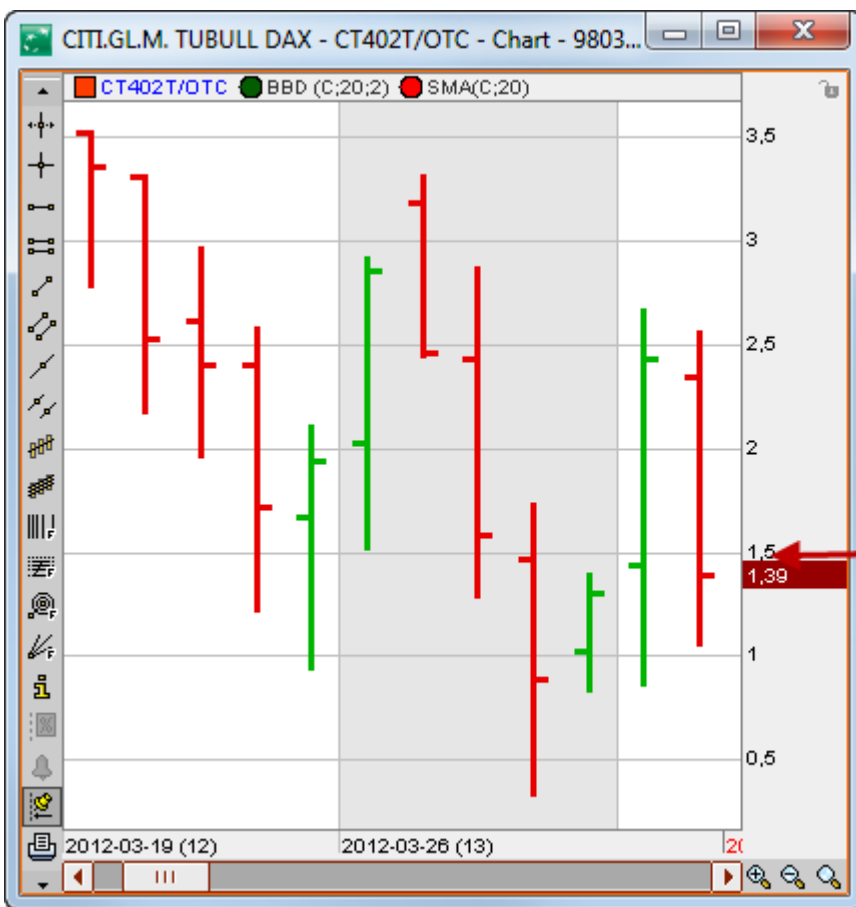 CITI.GL.M. TUBULL DAX - CT402T/OTC - Chart - 9803...
CT402T/OTC BBD (C;20;2) SMA(C;20)
3,5
3
2,5
2
1,5
1,39
1
0,5
2012-03-19 (12) 2012-03-26 (13)